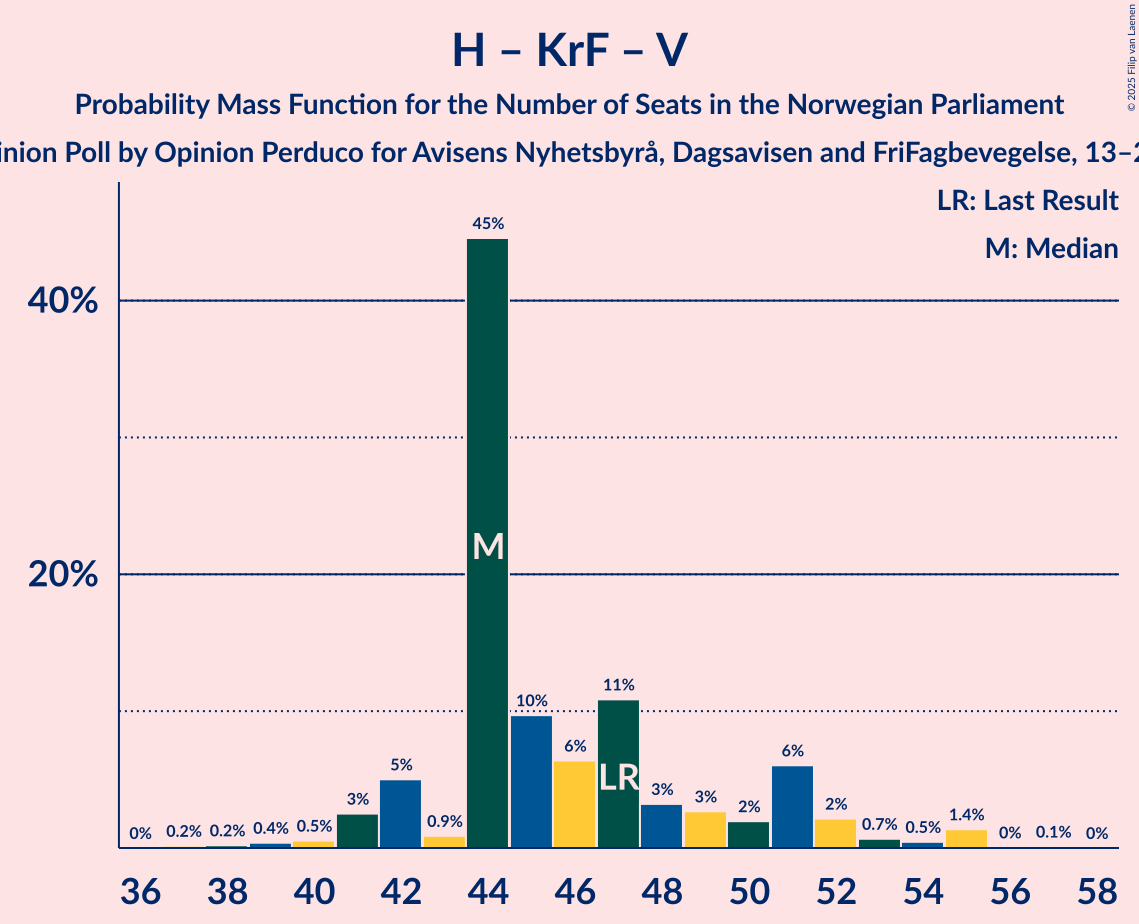 H – KrF – V
Probability Mass Function for the Number of Seats in the Norwegian Parliament
Opinion Poll by Opinion Perduco for Avisens Nyhetsbyrå, Dagsavisen and FriFagbevegelse, 13–2
© 2025 Filip van Laenen
LR: Last Result
M: Median
40%
20%
0%
0.2%
0.2%
0.4%
0.5%
3%
5%
0.9%
45%
10%
6%
11%
3%
3%
2%
6%
2%
0.7%
0.5%
1.4%
0%
0.1%
0%
M
LR
36 38 40 42 44 46 48 50 52 54 56 58